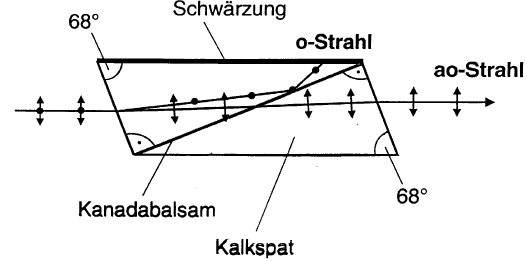 Schwärzung
68°
o-Strahl
ao-Strahl
68°
Kanadabalsam
Kalkspat